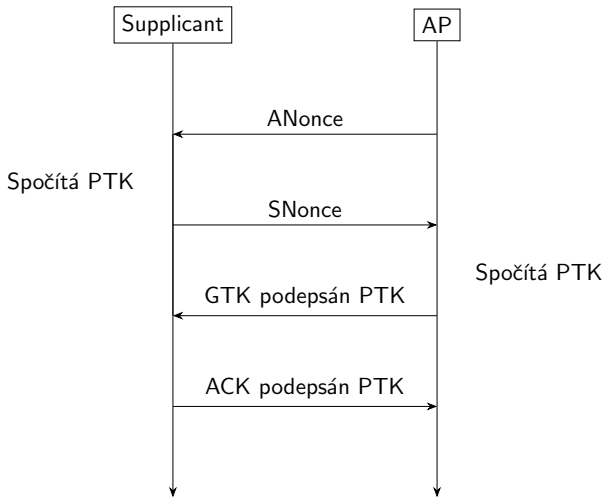 Supplicant
AP
ANonce
Spočítá PTK
SNonce
Spočítá PTK
GTK podepsán PTK
ACK podepsán PTK